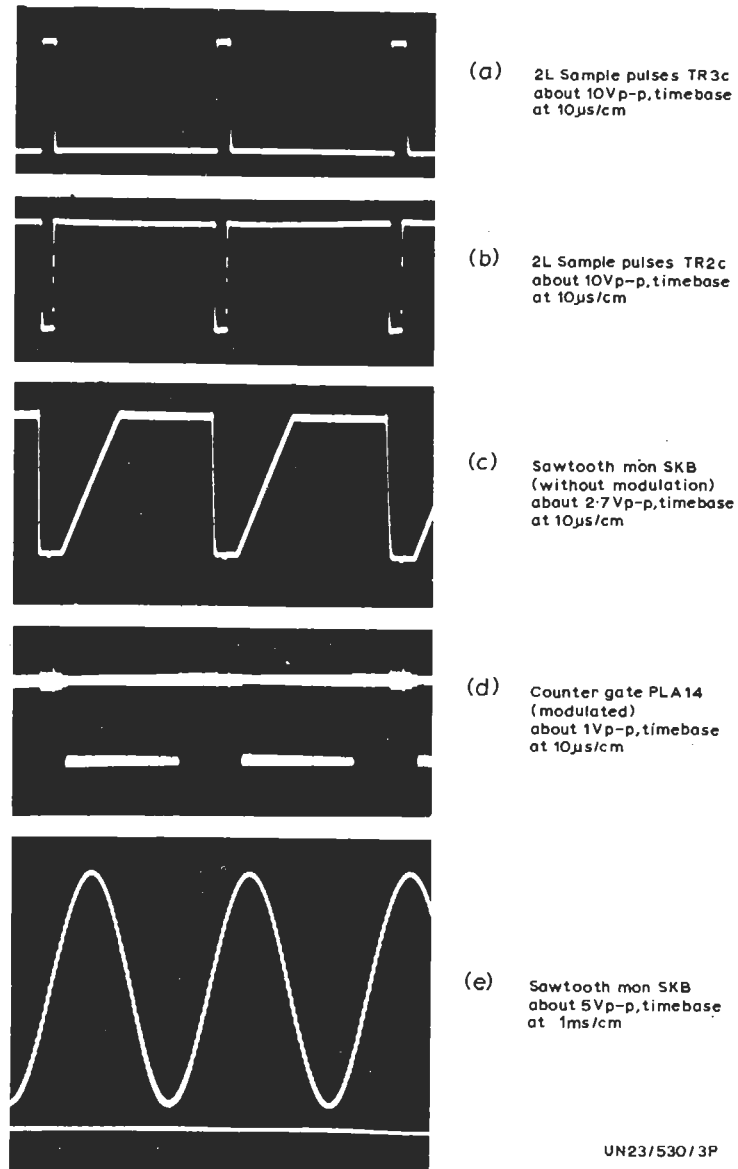 (a) 2L Sample pulses TR3c
about 10Vp-p, timebase
at 10µs/cm
(b) 2L Sample pulses TR2c
about 10Vp-p, timebase
at 10µs/cm
(c) Sawtooth mon SKB
(without modulation)
about 2·7Vp-p, timebase
at 10µs/cm
(d) Counter gate PLA14
(modulated)
about 1Vp-p, timebase
at 10µs/cm
(e) Sawtooth mon SKB
about 5Vp-p, timebase
at 1ms/cm
UN23/530/3P